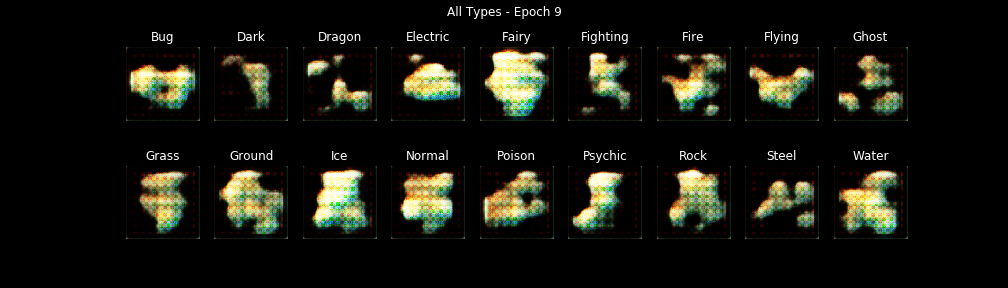 All Types - Epoch 9
Bug Dark Dragon Electric Fairy Fighting Fire Flying Ghost
Grass Ground Ice Normal Poison Psychic Rock Steel Water